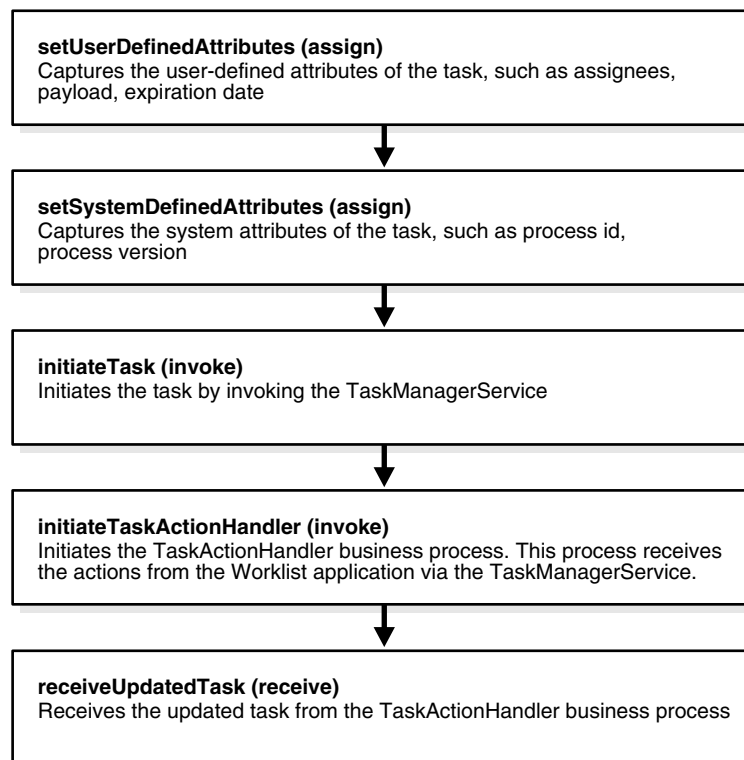 setUserDefinedAttributes (assign)
Captures the user-defined attributes of the task, such as assignees,
payload, expiration date
setSystemDefinedAttributes (assign)
Captures the system attributes of the task, such as process id,
process version
initiateTask (invoke)
Initiates the task by invoking the TaskManagerService
initiateTaskActionHandler (invoke)
Initiates the TaskActionHandler business process. This process receives
the actions from the Worklist application via the TaskManagerService.
receiveUpdatedTask (receive)
Receives the updated task from the TaskActionHandler business process